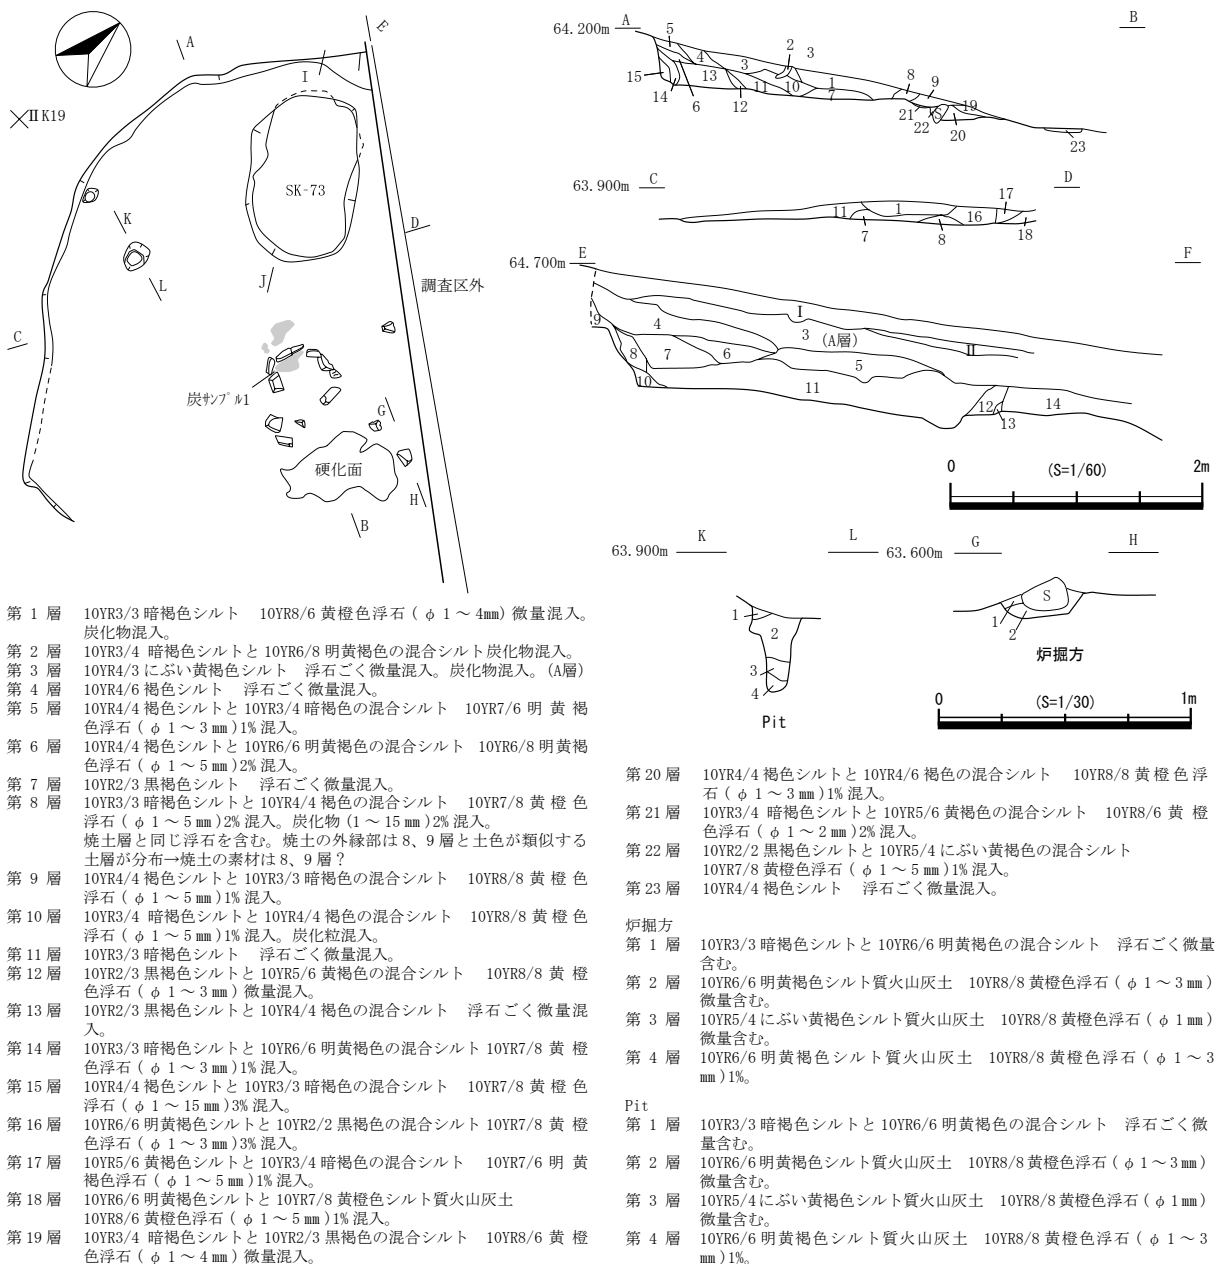 A
E
I
ⅡK19
SK-73
K
D
L
J
調査区外
C
炭ｻﾝﾌﾟﾙ1
G
硬化面
H
B
64.200m A B
5 2 3 8 9
4 3 1
15 13 11 10 7 19
14 6 12 21 S
22 20 23
63.900m C D
17
11 1 16
7 8 18
64.700m E F
Ⅰ
9 4 3 (A層)
Ⅱ
8 7 6 5
10 11 12 14
13
0 (S=1/60) 2m
63.900m K L 63.600m G H
1 2 3 4
Pit
S
1 2
炉掘方
0 (S=1/30) 1m
第 1 層 10YR3/3 暗褐色シルト 10YR8/6 黄橙色浮石 ( φ 1 ～ 4mm) 微量混入。
炭化物混入。
第 2 層 10YR3/4 暗褐色シルトと 10YR6/8 明黄褐色の混合シルト炭化物混入。
第 3 層 10YR4/3 にぶい黄褐色シルト 浮石ごく微量混入。炭化物混入。(A層)
第 4 層 10YR4/6 褐色シルト 浮石ごく微量混入。
第 5 層 10YR4/4 褐色シルトと 10YR3/4 暗褐色の混合シルト 10YR7/6 明 黄 褐
色浮石 ( φ 1 ～ 3 ㎜ )1% 混入。
第 6 層 10YR4/4 褐色シルトと 10YR6/6 明黄褐色の混合シルト 10YR6/8 明黄褐
色浮石 ( φ 1 ～ 5 ㎜ )2% 混入。
第 7 層 10YR2/3 黒褐色シルト 浮石ごく微量混入。
第 8 層 10YR3/3 暗褐色シルトと 10YR4/4 褐色の混合シルト 10YR7/8 黄 橙 色
浮石 ( φ 1 ～ 5 ㎜ )2% 混入。炭化物 (1 ～ 15 ㎜ )2% 混入。
焼土層と同じ浮石を含む。焼土の外縁部は 8、9 層と土色が類似する
土層が分布→焼土の素材は 8、9 層？
第 9 層 10YR4/4 褐色シルトと 10YR3/3 暗褐色の混合シルト 10YR8/8 黄 橙 色
浮石 ( φ 1 ～ 5 ㎜ )1% 混入。
第 10 層 10YR3/4 暗褐色シルトと 10YR4/4 褐色の混合シルト 10YR8/8 黄 橙 色
浮石 ( φ 1 ～ 5 ㎜ )1% 混入。炭化粒混入。
第 11 層 10YR3/3 暗褐色シルト 浮石ごく微量混入。
第 12 層 10YR2/3 黒褐色シルトと 10YR5/6 黄褐色の混合シルト 10YR8/8 黄 橙
色浮石 ( φ 1 ～ 3 ㎜ ) 微量混入。
第 13 層 10YR2/3 黒褐色シルトと 10YR4/4 褐色の混合シルト 浮石ごく微量混
入。
第 14 層 10YR3/3 暗褐色シルトと 10YR6/6 明黄褐色の混合シルト 10YR7/8 黄 橙
色浮石 ( φ 1 ～ 3 ㎜ )1% 混入。
第 15 層 10YR4/4 褐色シルトと 10YR3/3 暗褐色の混合シルト 10YR7/8 黄 橙 色
浮石 ( φ 1 ～ 15 ㎜ )3% 混入。
第 16 層 10YR6/6 明黄褐色シルトと 10YR2/2 黒褐色の混合シルト 10YR7/8 黄 橙
色浮石 ( φ 1 ～ 3 ㎜ )3% 混入。
第 17 層 10YR5/6 黄褐色シルトと 10YR3/4 暗褐色の混合シルト 10YR7/6 明 黄
褐色浮石 ( φ 1 ～ 5 ㎜ )1% 混入。
第 18 層 10YR6/6 明黄褐色シルトと 10YR7/8 黄橙色シルト質火山灰土
10YR8/6 黄橙色浮石 ( φ 1 ～ 5 ㎜ )1% 混入。
第 19 層 10YR3/4 暗褐色シルトと 10YR2/3 黒褐色の混合シルト 10YR8/6 黄 橙
色浮石 ( φ 1 ～ 4 ㎜ ) 微量混入。
第 20 層 10YR4/4 褐色シルトと 10YR4/6 褐色の混合シルト 10YR8/8 黄 橙 色 浮
石 ( φ 1 ～ 3 ㎜ )1% 混入。
第 21 層 10YR3/4 暗褐色シルトと 10YR5/6 黄褐色の混合シルト 10YR8/6 黄 橙
色浮石 ( φ 1 ～ 2 ㎜ )2% 混入。
第 22 層 10YR2/2 黒褐色シルトと 10YR5/4 にぶい黄褐色の混合シルト
10YR7/8 黄橙色浮石 ( φ 1 ～ 5 ㎜ )1% 混入。
第 23 層 10YR4/4 褐色シルト 浮石ごく微量混入。
炉掘方
第 1 層 10YR3/3 暗褐色シルトと 10YR6/6 明黄褐色の混合シルト 浮石ごく微量
含む。
第 2 層 10YR6/6 明黄褐色シルト質火山灰土 10YR8/8 黄橙色浮石 ( φ 1 ～ 3 ㎜ )
微量含む。
第 3 層 10YR5/4 にぶい黄褐色シルト質火山灰土 10YR8/8 黄橙色浮石 ( φ 1 ㎜ )
微量含む。
第 4 層 10YR6/6 明黄褐色シルト質火山灰土 10YR8/8 黄橙色浮石 ( φ 1 ～ 3
㎜ )1%。
Pit
第 1 層 10YR3/3 暗褐色シルトと 10YR6/6 明黄褐色の混合シルト 浮石ごく微
量含む。
第 2 層 10YR6/6 明黄褐色シルト質火山灰土 10YR8/8 黄橙色浮石 ( φ 1 ～ 3 ㎜ )
微量含む。
第 3 層 10YR5/4 にぶい黄褐色シルト質火山灰土 10YR8/8 黄橙色浮石 ( φ 1 ㎜ )
微量含む。
第 4 層 10YR6/6 明黄褐色シルト質火山灰土 10YR8/8 黄橙色浮石 ( φ 1 ～ 3
㎜ )1%。